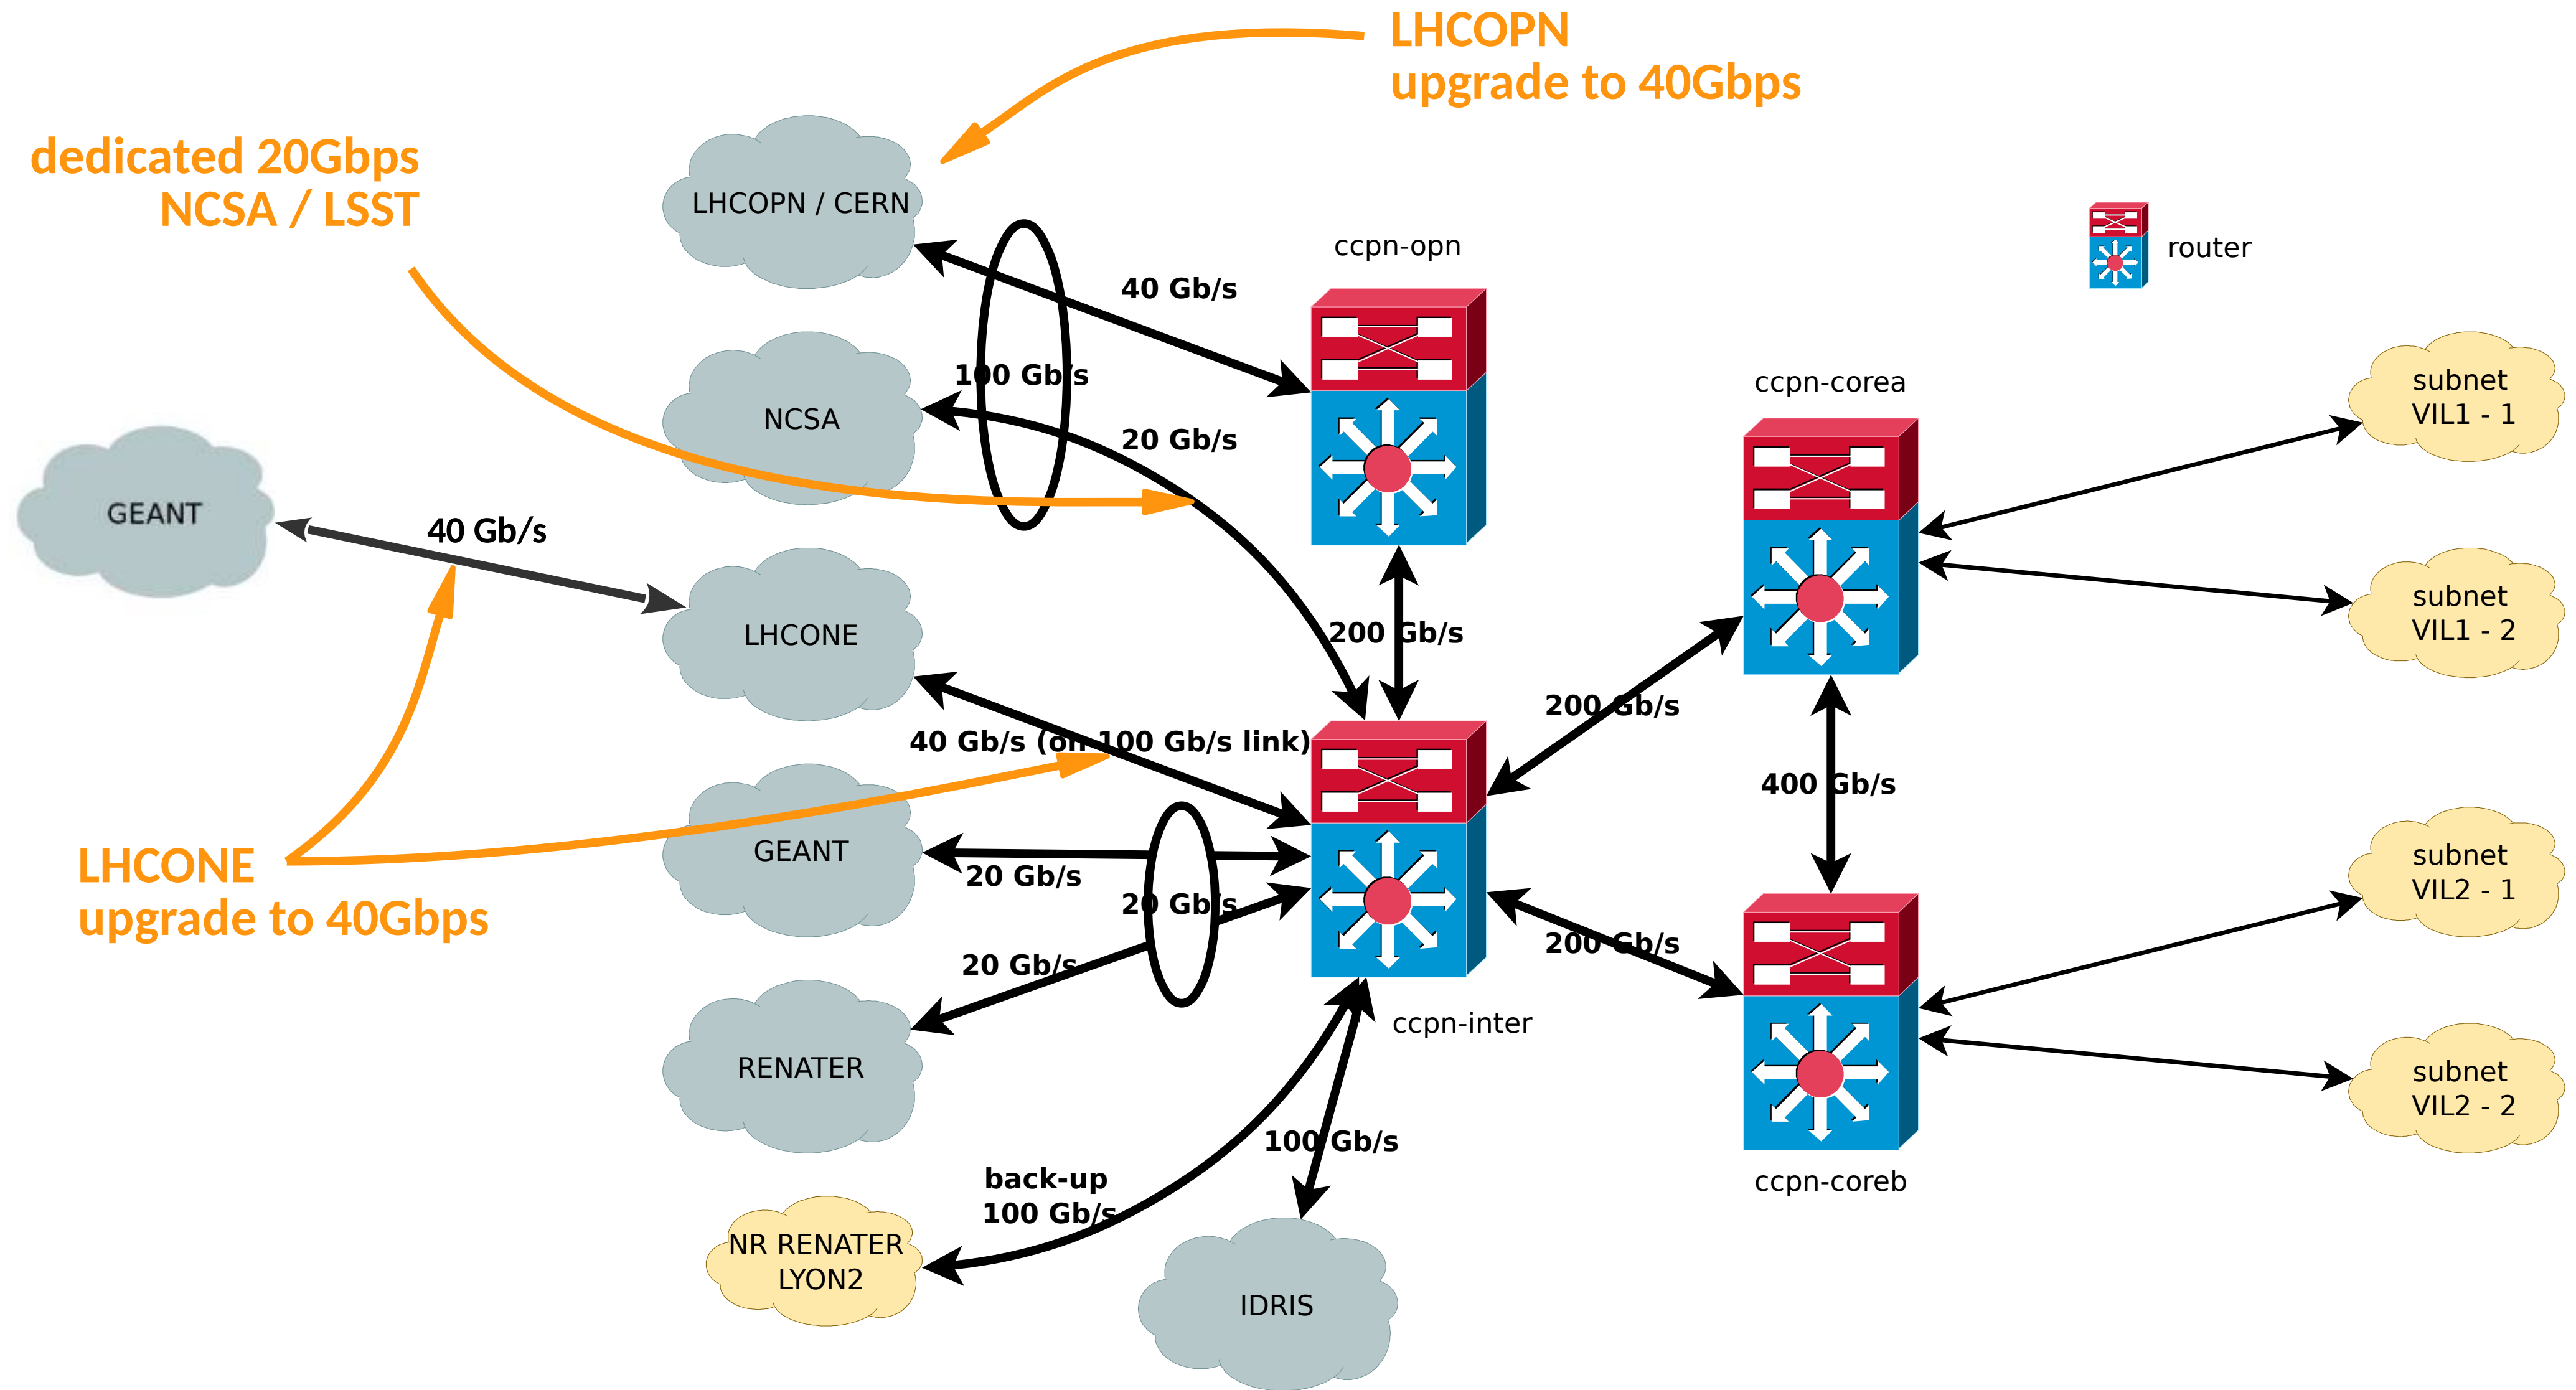 LHCOPN
upgrade to 40Gbps
dedicated 20Gbps
NCSA / LSST
LHCOPN / CERN
ccpn-opn
router
40 Gb/s
100 Gb/s
NCSA
20 Gb/s
ccpn-corea
subnet
VIL1 - 1
GEANT
40 Gb/s
LHCONE
200 Gb/s
subnet
VIL1 - 2
200 Gb/s
40 Gb/s (on 100 Gb/s link)
400 Gb/s
LHCONE
upgrade to 40Gbps
GEANT
20 Gb/s
20 Gb/s
20 Gb/s
200 Gb/s
subnet
VIL2 - 1
RENATER
ccpn-inter
subnet
VIL2 - 2
100 Gb/s
back-up
100 Gb/s
ccpn-coreb
NR RENATER
LYON2
IDRIS